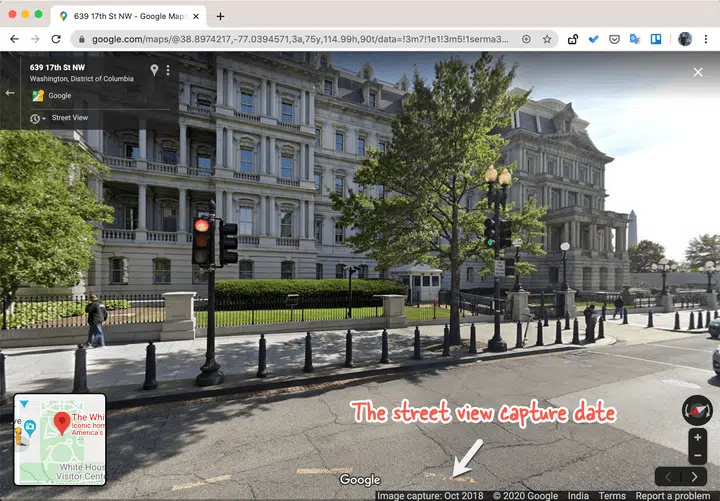 639 17th St NW - Google Maps
google.com/maps/@38.8974217,-77.0394571,3a,75y,114.99h,90t/data=!3m7!1e1!3m5!1serma3...
639 17th St NW
Washington, District of Columbia
Google
Street View
The street view capture date
The Whi
Iconic hom
America's
White Hous
Visitor Cente
Google
Image capture: Oct 2018 © 2020 Google India Terms Report a problem